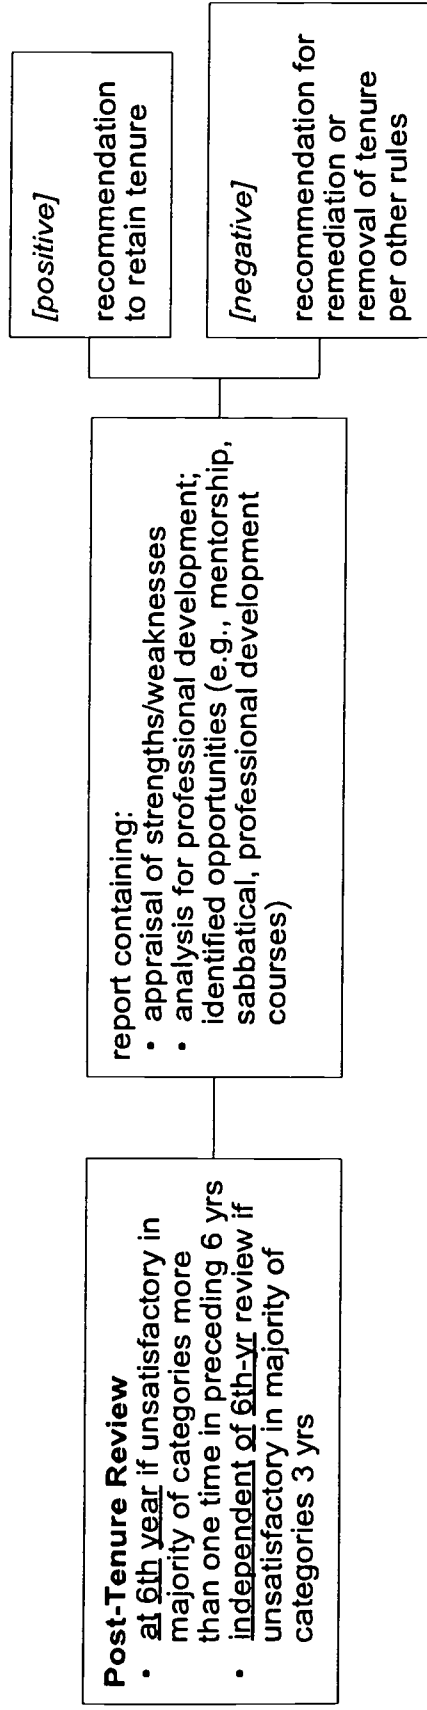 Post-Tenure Review
• at 6th year if unsatisfactory in
majority of categories more
than one time in preceding 6 yrs
• independent of 6th-yr review if
unsatisfactory in majority of
categories 3 yrs
report containing:
• appraisal of strengths/weaknesses
• analysis for professional development;
identified opportunities (e.g., mentorship,
sabbatical, professional development
courses)
[positive]
recommendation
to retain tenure
[negative]
recommendation for
remediation or
removal of tenure
per other rules